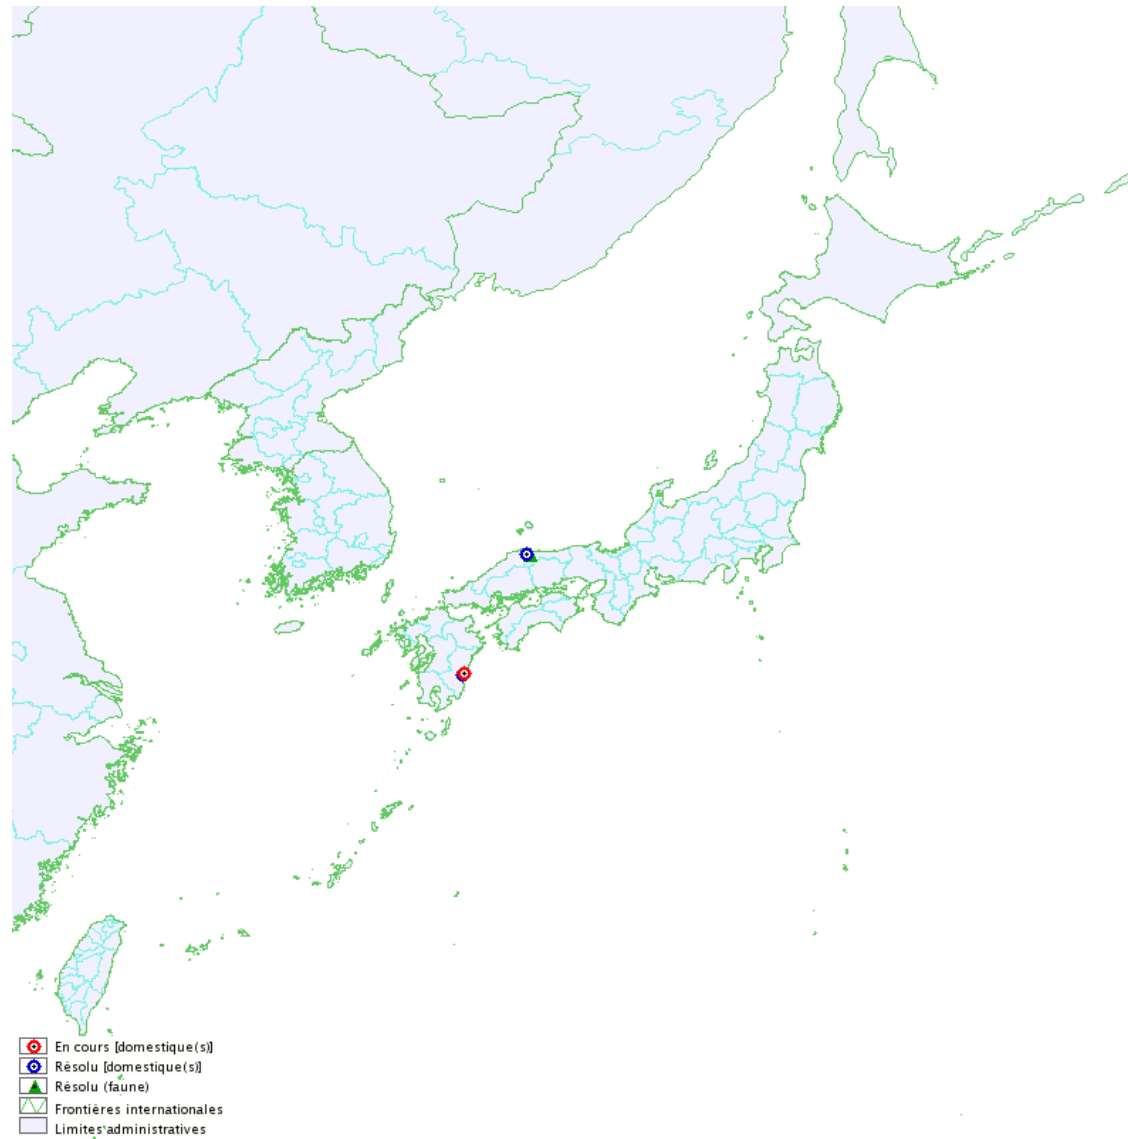 En cours [domestique(s)]
Résolu [domestique(s)]
Résolu (faune)
Frontières internationales
Limites administratives